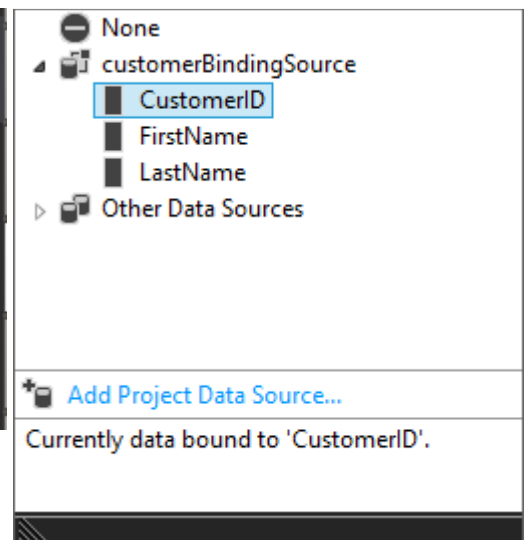 None
customerBindingSource
CustomerID
FirstName
LastName
Other Data Sources
Add Project Data Source...
Currently data bound to 'CustomerID'.